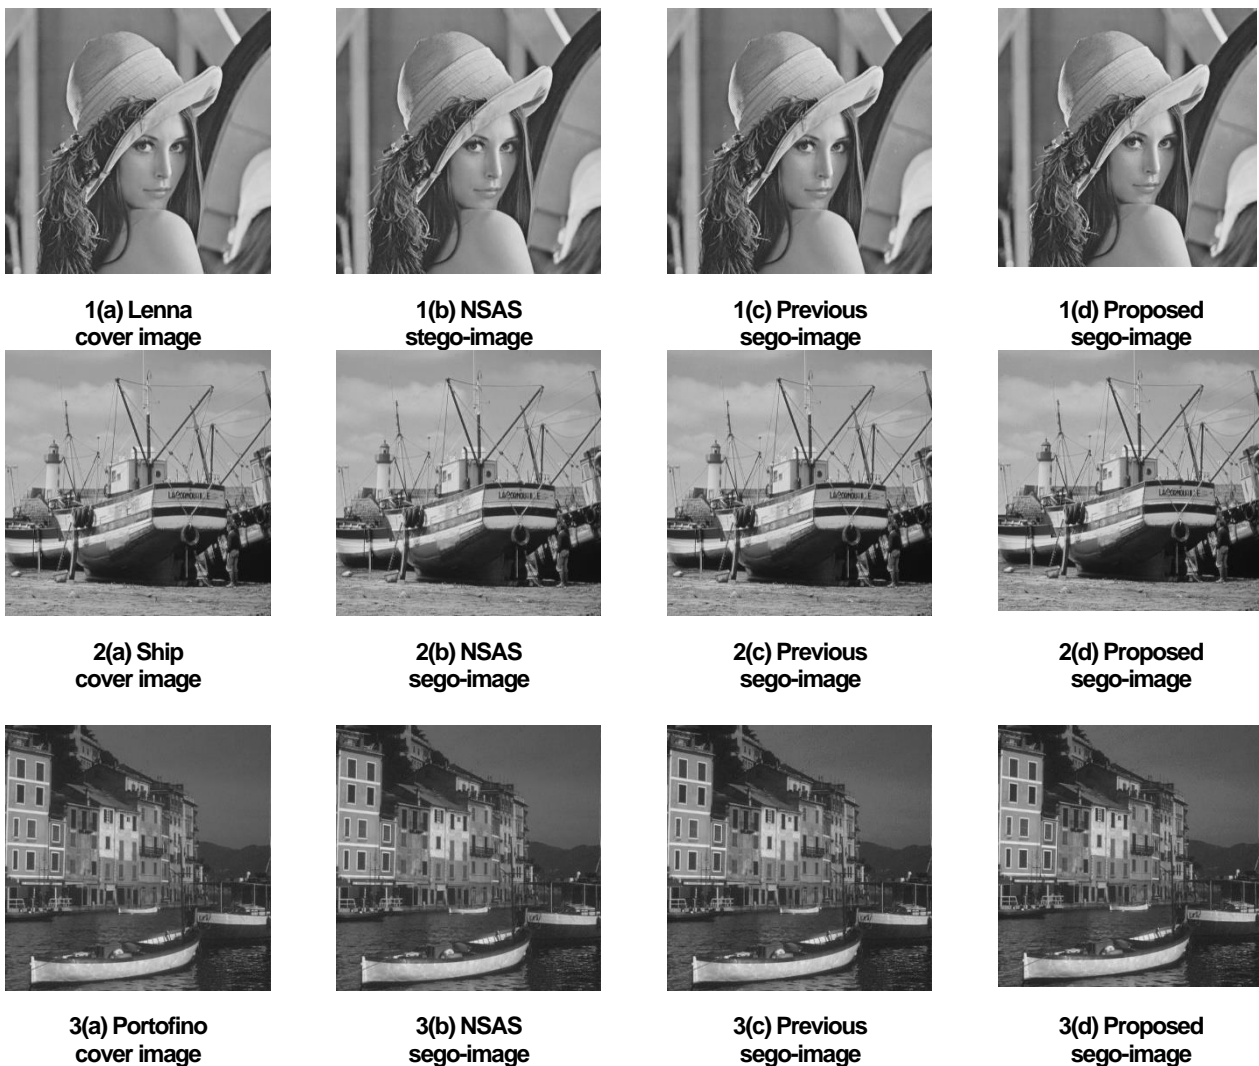 1(a) Lenna
cover image
1(b) NSAS
stego-image
1(c) Previous
sego-image
1(d) Proposed
sego-image
2(a) Ship
cover image
2(b) NSAS
sego-image
2(c) Previous
sego-image
2(d) Proposed
sego-image
3(a) Portofino
cover image
3(b) NSAS
sego-image
3(c) Previous
sego-image
3(d) Proposed
sego-image